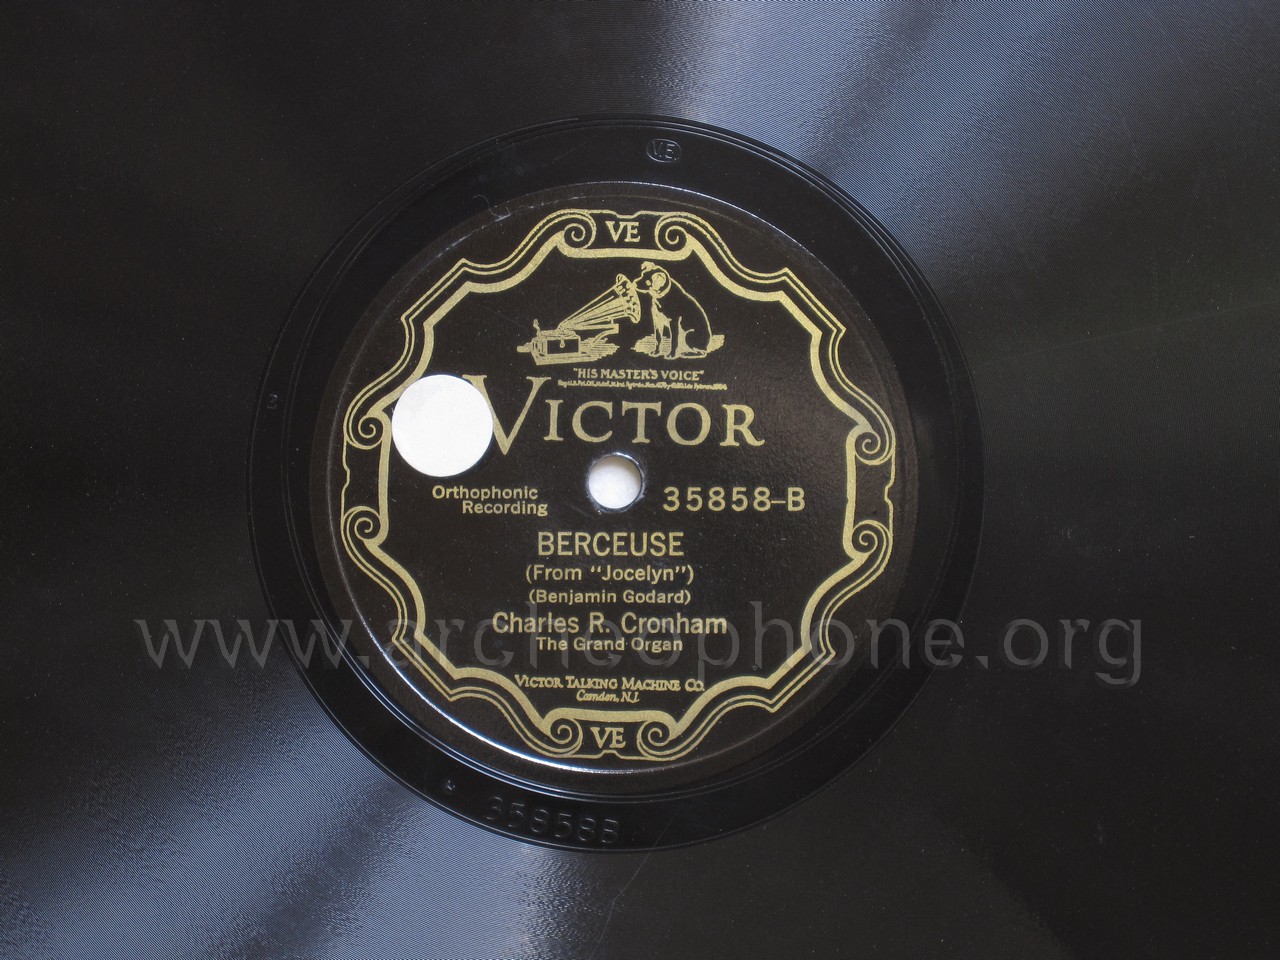 V.E.
VE
"HIS MASTER'S VOICE"
VICTOR
Orthophonic
Recording
35858-B
BERCEUSE
(From "Jocelyn")
(Benjamin Godard)
Charles R. Cronham
www.archeophone.org
The Grand Organ
VICTOR TALKING MACHINE CO.
Camden, N.J.
VE
35858B